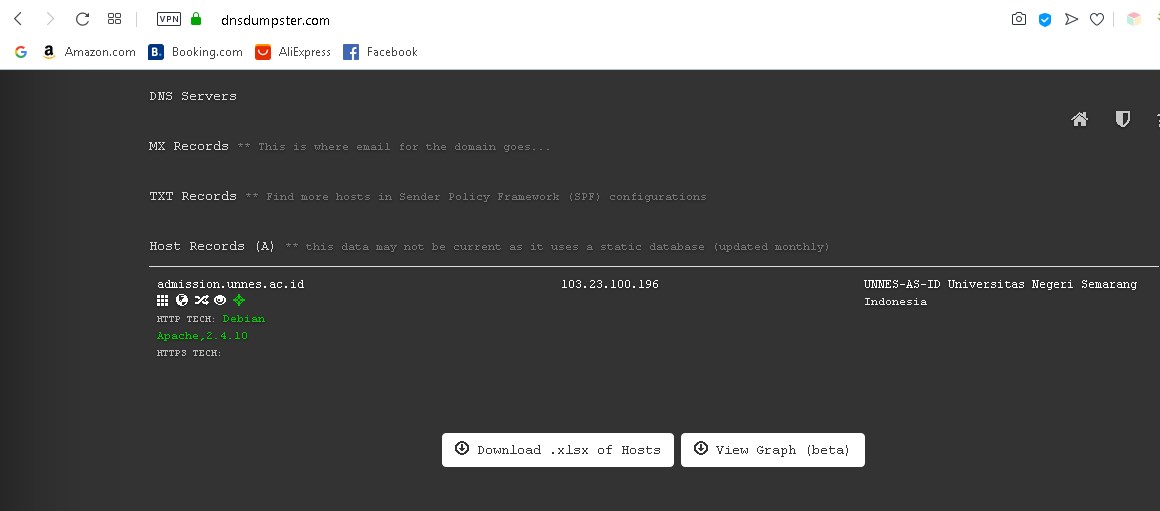 VPN dnsdumpster.com
G a Amazon.com B. Booking.com AliExpress f Facebook
DNS Servers
MX Records ** This is where email for the domain goes...
TXT Records ** Find more hosts in Sender Policy Framework (SPF) configurations
Host Records (A) ** this data may not be current as it uses a static database (updated monthly)
admission.unnes.ac.id 103.23.100.196 UNNES-AS-ID Universitas Negeri Semarang
Indonesia
HTTP TECH: Debian
Apache,2.4.10
HTTPS TECH:
Download .xlsx of Hosts View Graph (beta)